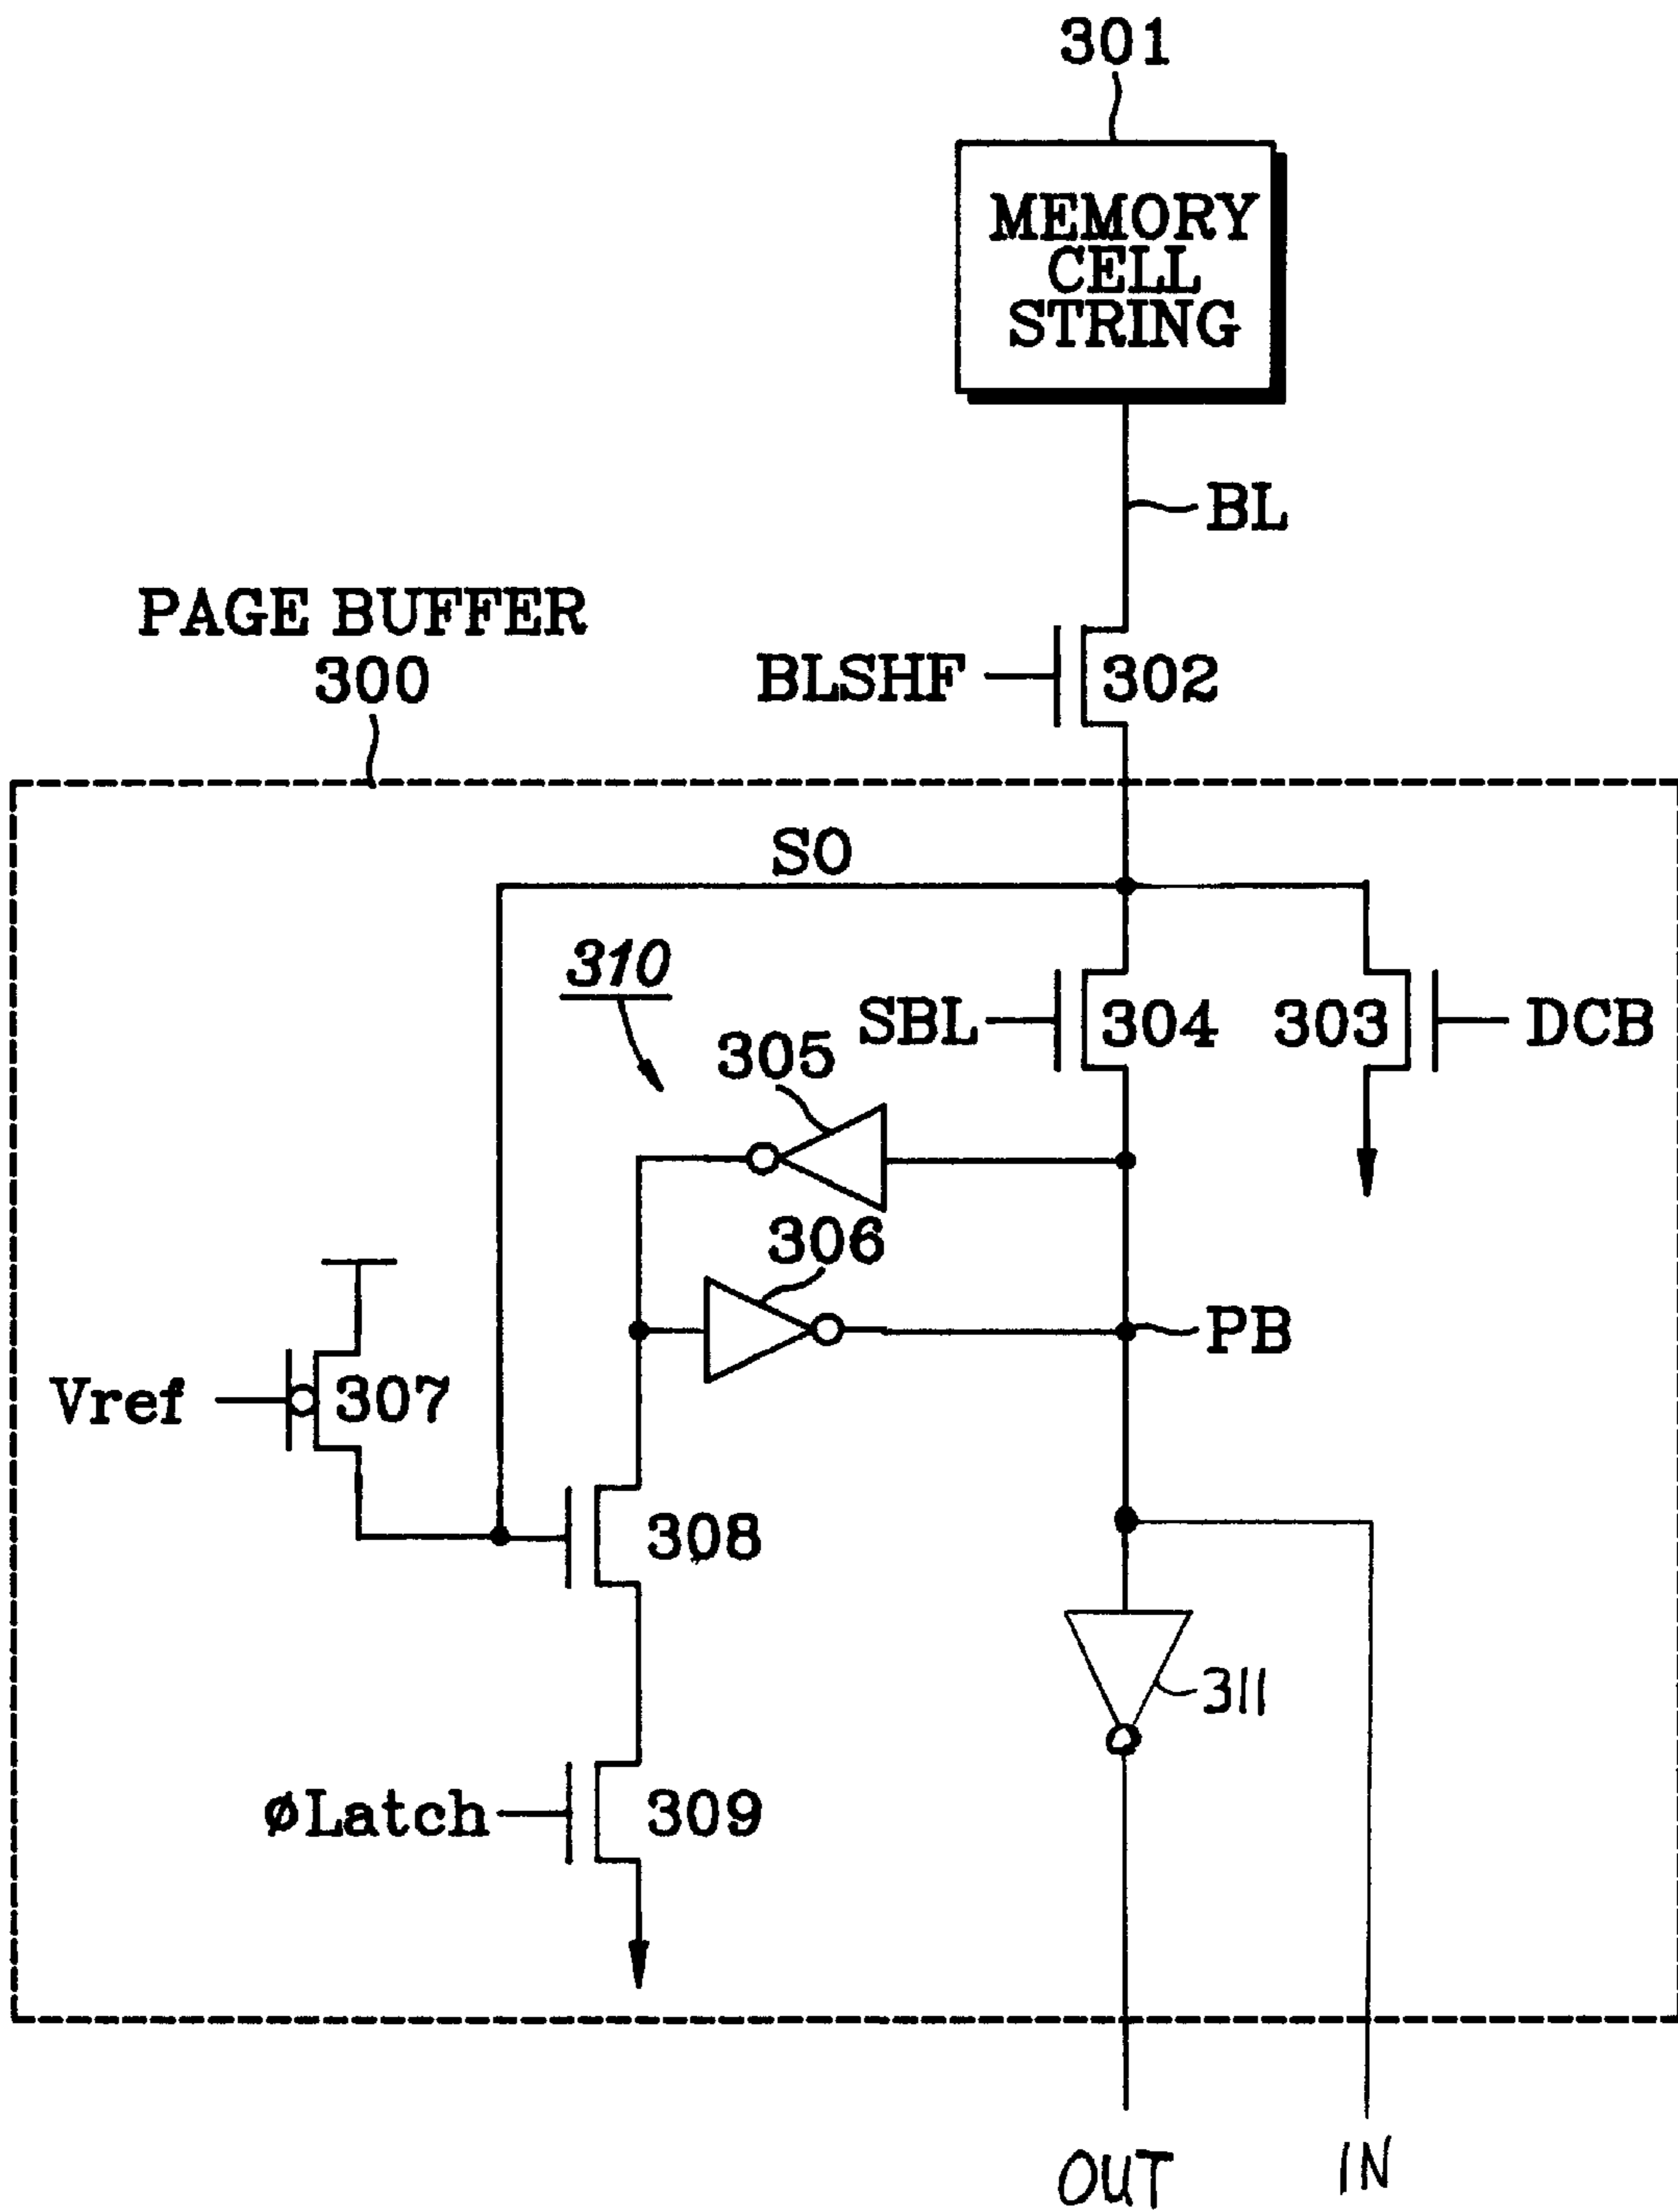 301
MEMORY
CELL
STRING
BL
PAGE BUFFER
300
BLSHF
302
SO
310
SBL
304
303
DCB
305
306
PB
Vref
307
308
311
øLatch
309
OUT
IN